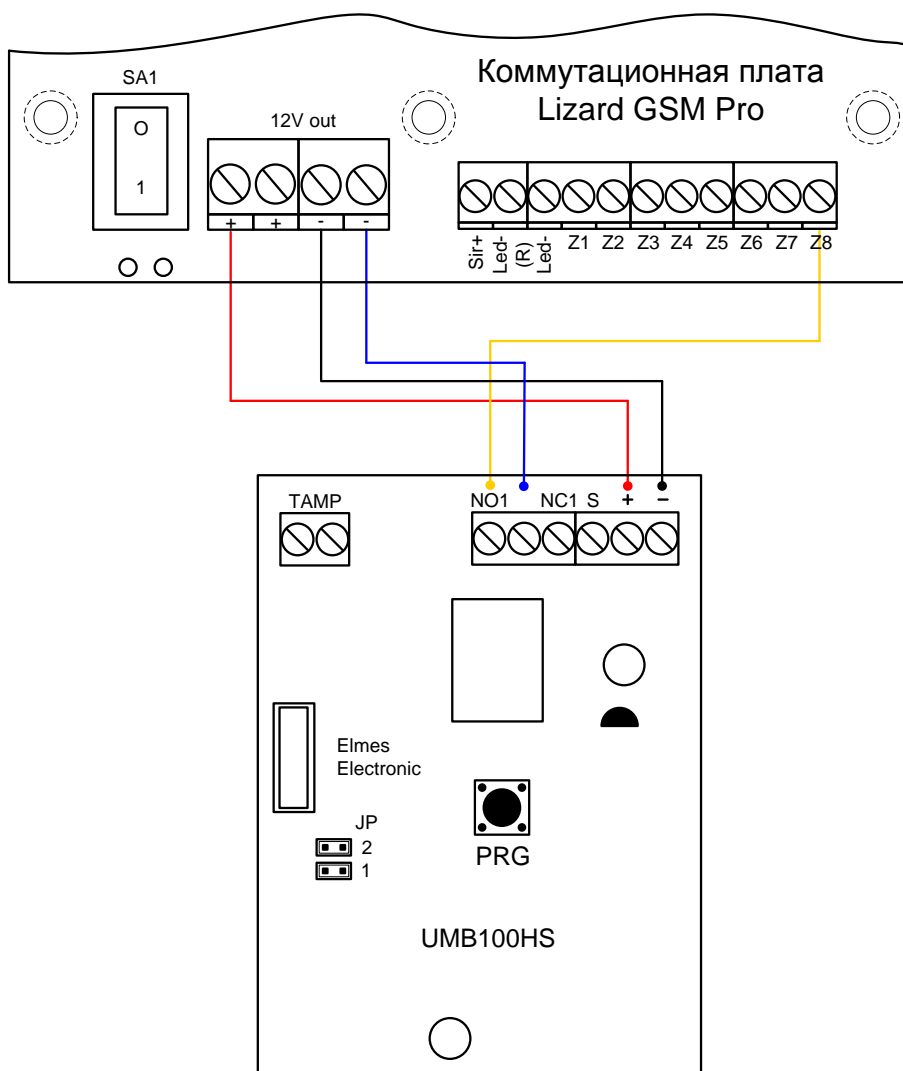 Коммутационная плата
Lizard GSM Pro
SA1
O
1
12V out
+ + - -
Sir+ Led- (R) Led- Z1 Z2 Z3 Z4 Z5 Z6 Z7 Z8
TAMP
NO1 NC1 S + −
Elmes
Electronic
JP
2
1
PRG
UMB100HS